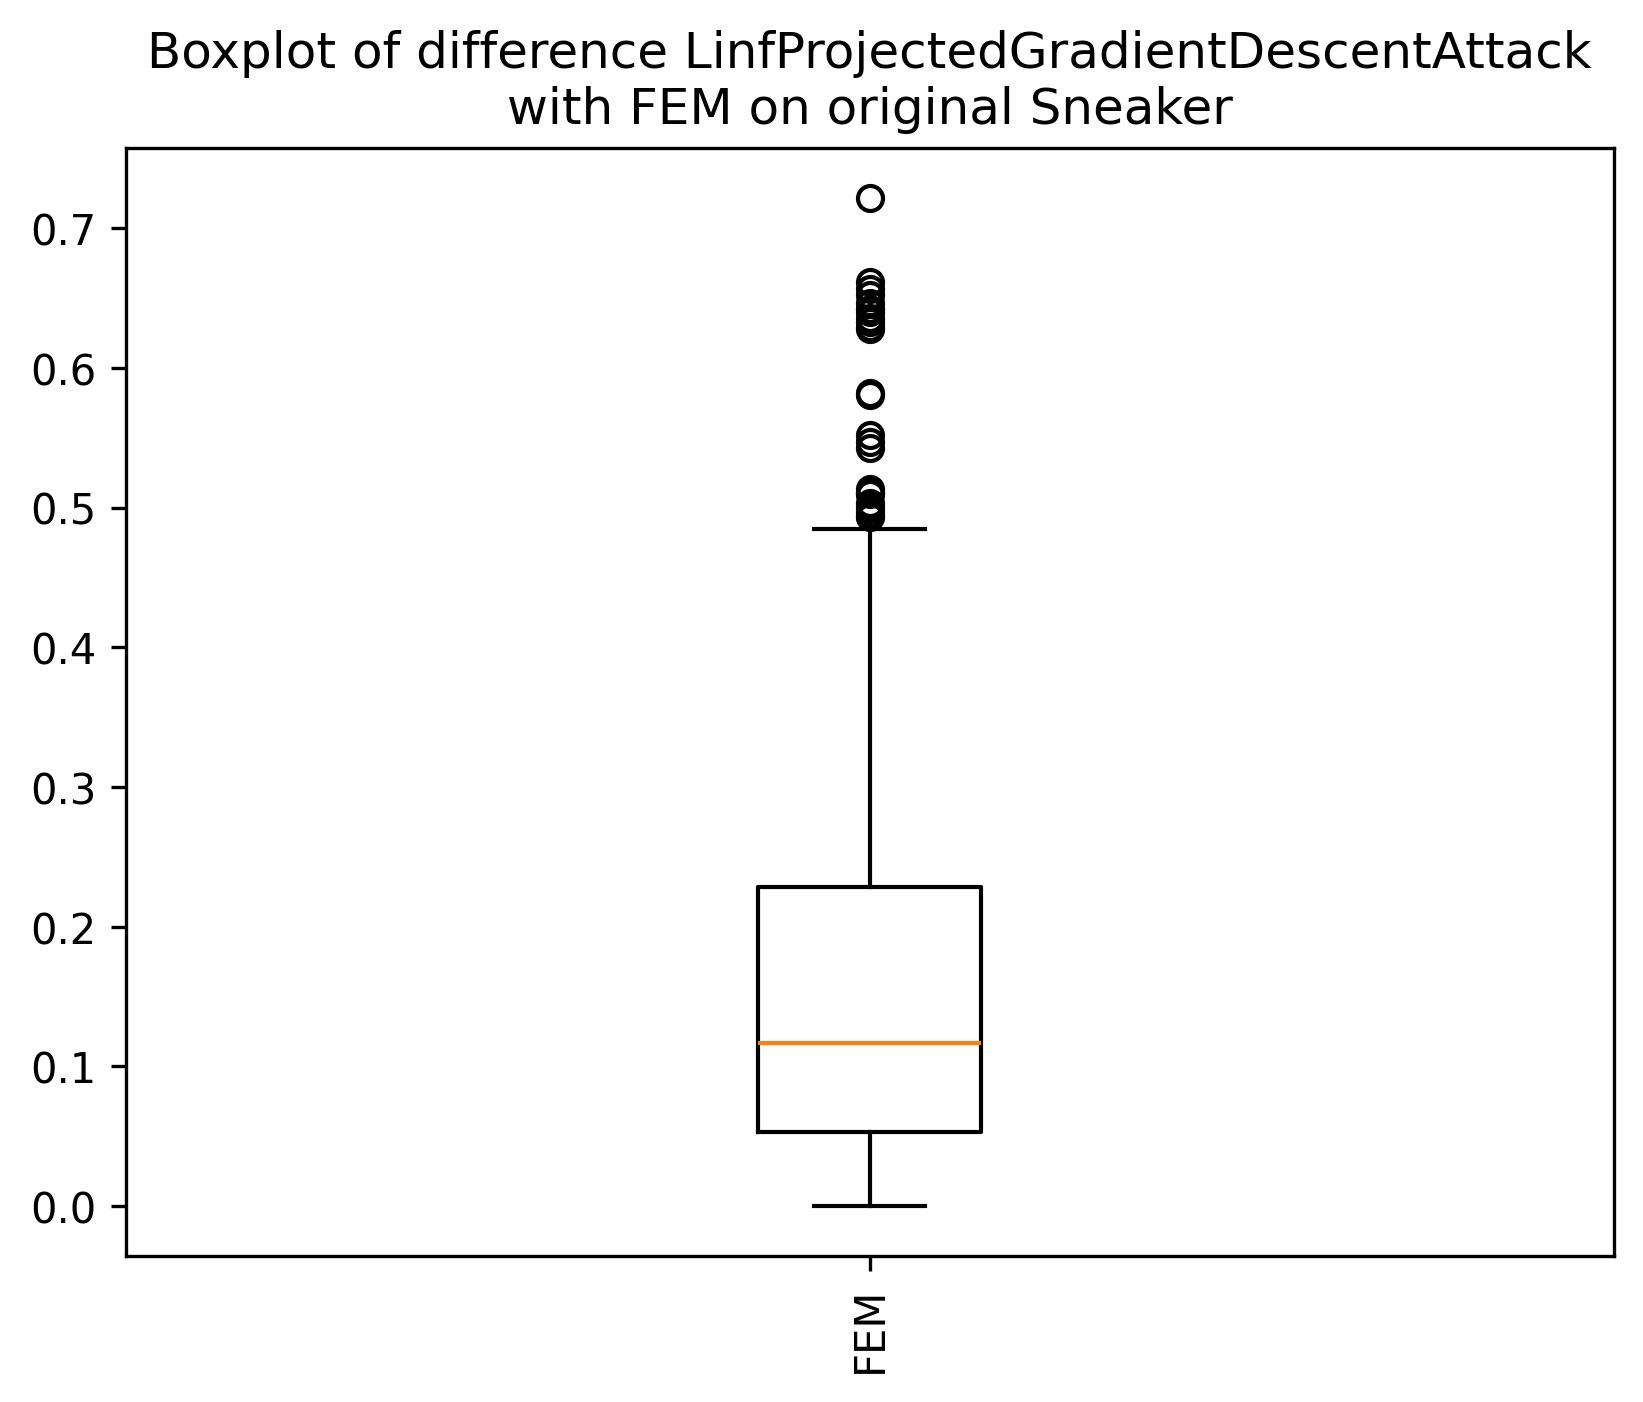 Boxplot of difference LinfProjectedGradientDescentAttack
with FEM on original Sneaker
0.7
0.6
0.5
0.4
0.3
0.2
0.1
0.0
FEM